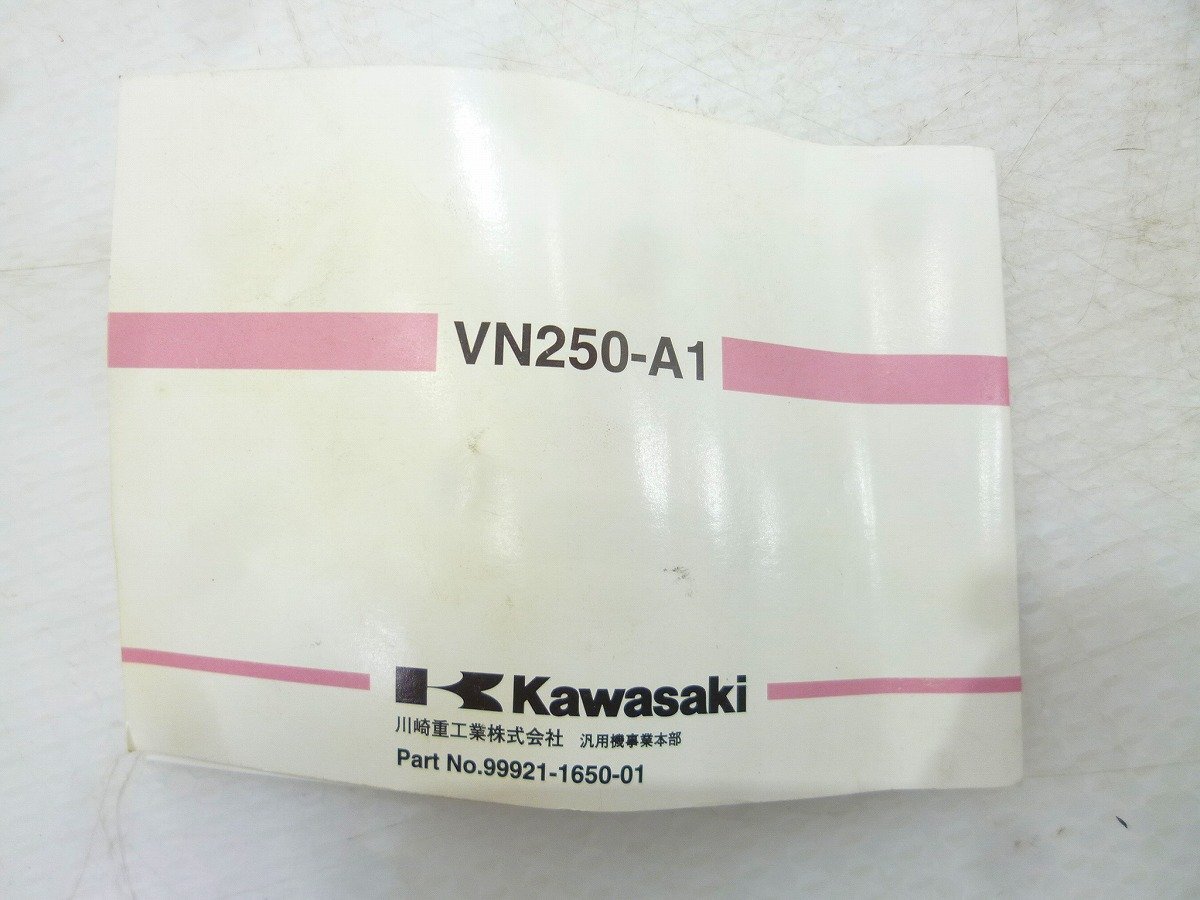 VN250-A1
Kawasaki
川崎重工業株式会社 汎用機事業本部
Part No.99921-1650-01